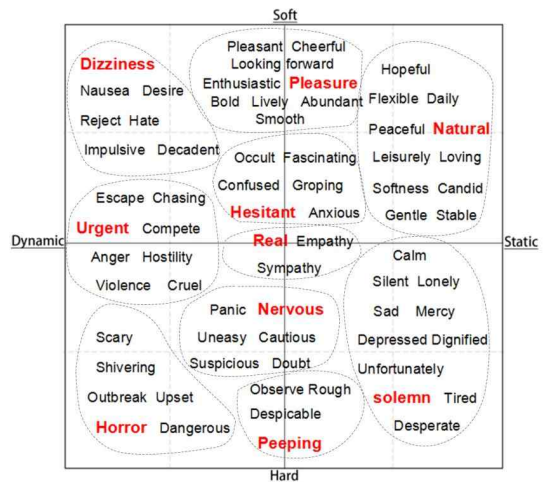 Soft
Dizziness
Nausea Desire
Reject Hate
Impulsive Decadent
Pleasant Cheerful
Looking forward
Enthusiastic Pleasure
Bold Lively Abundant
Smooth
Hopeful
Flexible Daily
Peaceful Natural
Leisurely Loving
Softness Candid
Gentle Stable
Occult Fascinating
Confused Groping
Hesitant Anxious
Escape Chasing
Urgent Compete
Anger Hostility
Violence Cruel
Dynamic
Real Empathy
Sympathy
Static
Calm
Silent Lonely
Sad Mercy
Depressed Dignified
Unfortunately
solemn Tired
Desperate
Panic Nervous
Uneasy Cautious
Suspicious Doubt
Scary
Shivering
Outbreak Upset
Horror Dangerous
Observe Rough
Despicable
Peeping
Hard